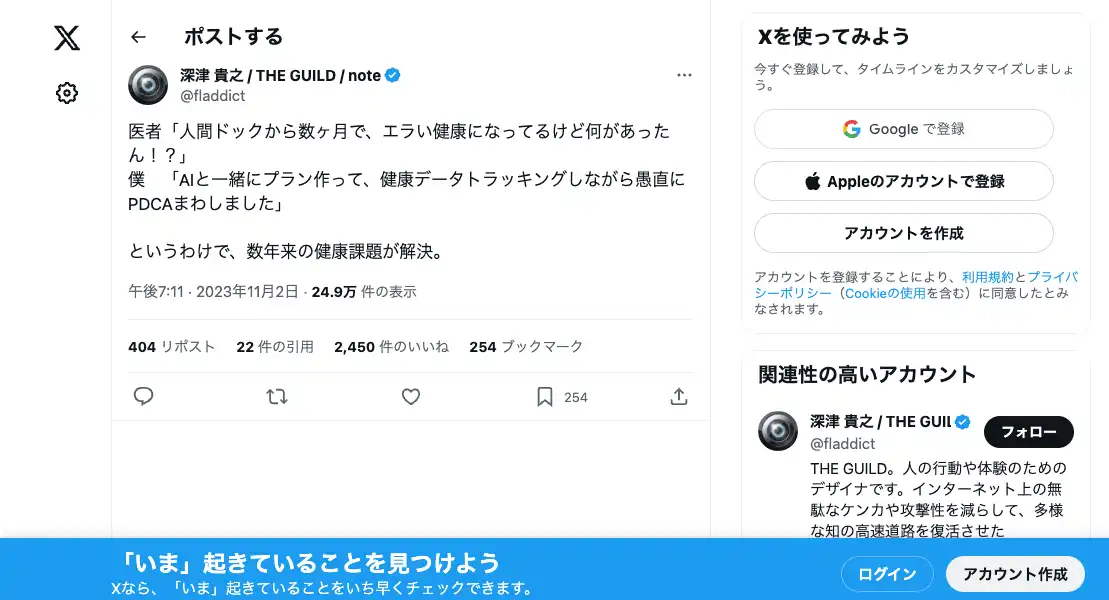 ポストする
深津 貴之 / THE GUILD / note
@fladdict
医者「人間ドックから数ヶ月で、エラい健康になってるけど何があった
ん！？」
僕　「AIと一緒にプラン作って、健康データトラッキングしながら愚直に
PDCAまわしました」
というわけで、数年来の健康課題が解決。
午後7:11 · 2023年11月2日 · 24.9万 件の表示
404 リポスト 22 件の引用 2,450 件のいいね 254 ブックマーク
254
Xを使ってみよう
今すぐ登録して、タイムラインをカスタマイズしましょ
う。
Google で登録
Appleのアカウントで登録
アカウントを作成
アカウントを登録することにより、利用規約とプライバ
シーポリシー（Cookieの使用を含む）に同意したとみ
なされます。
関連性の高いアカウント
深津 貴之 / THE GUIL
@fladdict
フォロー
THE GUILD。人の行動や体験のための
デザイナです。インターネット上の無
駄なケンカや攻撃性を減らして、多様
な知の高速道路を復活させた
「いま」起きていることを見つけよう
Xなら、「いま」起きていることをいち早くチェックできます。
ログイン
アカウント作成